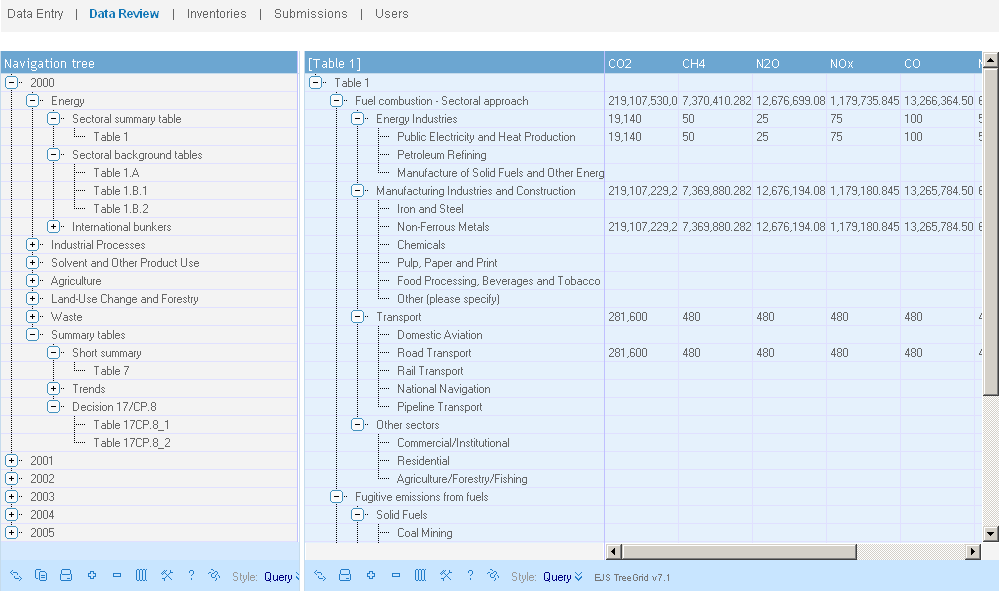 Data Entry | Data Review | Inventories | Submissions | Users
Navigation tree
2000
Energy
Sectoral summary table
Table 1
Sectoral background tables
Table 1.A
Table 1.B.1
Table 1.B.2
International bunkers
Industrial Processes
Solvent and Other Product Use
Agriculture
Land-Use Change and Forestry
Waste
Summary tables
Short summary
Table 7
Trends
Decision 17/CP.8
Table 17CP.8_1
Table 17CP.8_2
2001
2002
2003
2004
2005
Style: Query
[Table 1] CO2 CH4 N2O NOx CO
Table 1
Fuel combustion - Sectoral approach 219,107,530,0 7,370,410.282 12,676,699.08 1,179,735.845 13,266,364.50
Energy Industries 19,140 50 25 75 100
Public Electricity and Heat Production 19,140 50 25 75 100
Petroleum Refining
Manufacture of Solid Fuels and Other Energ
Manufacturing Industries and Construction 219,107,229,2 7,369,880.282 12,676,194.08 1,179,180.845 13,265,784.50
Iron and Steel
Non-Ferrous Metals 219,107,229,2 7,369,880.282 12,676,194.08 1,179,180.845 13,265,784.50
Chemicals
Pulp, Paper and Print
Food Processing, Beverages and Tobacco
Other (please specify)
Transport 281,600 480 480 480 480
Domestic Aviation
Road Transport 281,600 480 480 480 480
Rail Transport
National Navigation
Pipeline Transport
Other sectors
Commercial/Institutional
Residential
Agriculture/Forestry/Fishing
Fugitive emissions from fuels
Solid Fuels
Coal Mining
Style: Query EJS TreeGrid v7.1